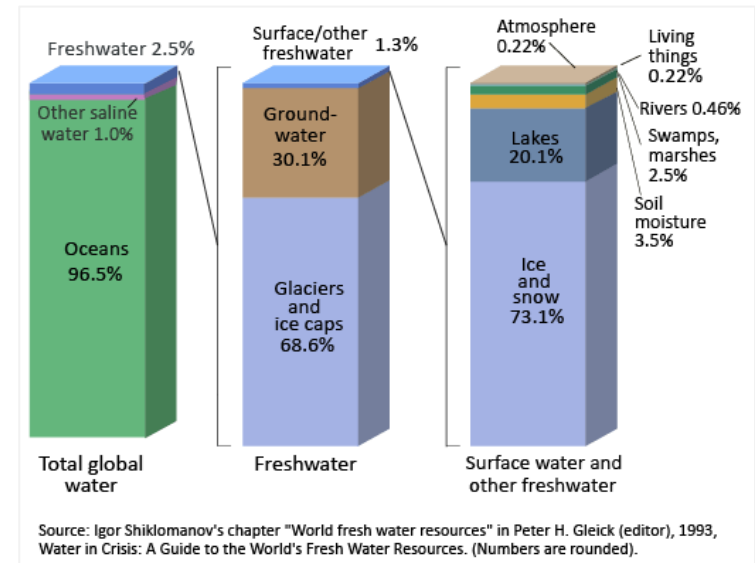 Freshwater 2.5%
Other saline
water 1.0%
Oceans
96.5%
Total global
water
Surface/other
freshwater
1.3%
Ground-
water
30.1%
Glaciers
and
ice caps
68.6%
Freshwater
Atmosphere
0.22%
Living
things
0.22%
Rivers 0.46%
Swamps,
marshes
2.5%
Soil
moisture
3.5%
Lakes
20.1%
Ice
and
snow
73.1%
Surface water and
other freshwater
Source: Igor Shiklomanov's chapter "World fresh water resources" in Peter H. Gleick (editor), 1993,
Water in Crisis: A Guide to the World's Fresh Water Resources. (Numbers are rounded).